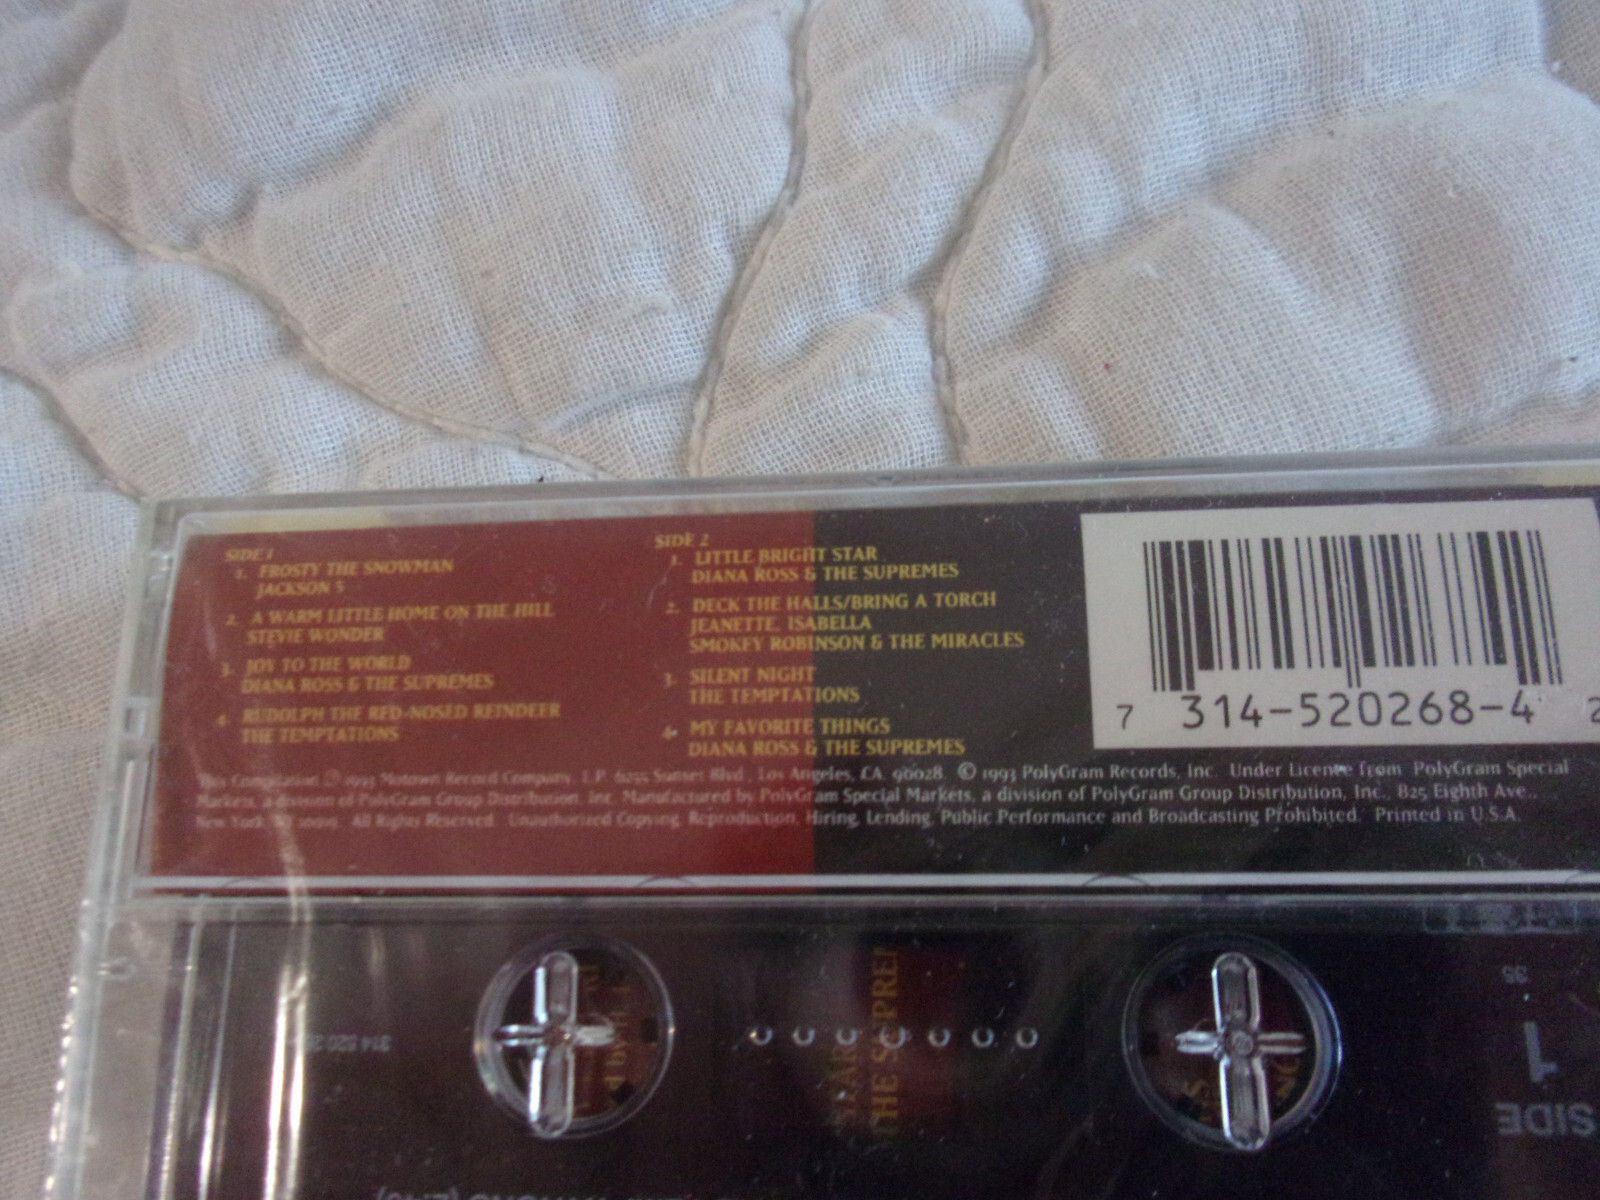 SIDE 1
1. FROSTY THE SNOWMAN
JACKSON 5
2. A WARM LITTLE HOME ON THE HILL
STEVIE WONDER
3. JOY TO THE WORLD
DIANA ROSS & THE SUPREMES
4. RUDOLPH THE RED-NOSED REINDEER
THE TEMPTATIONS
SIDE 2
1. LITTLE BRIGHT STAR
DIANA ROSS & THE SUPREMES
2. DECK THE HALLS/BRING A TORCH
JEANETTE, ISABELLA
SMOKEY ROBINSON & THE MIRACLES
3. SILENT NIGHT
THE TEMPTATIONS
4. MY FAVORITE THINGS
DIANA ROSS & THE SUPREMES
7 314-520268-4 2
This Compilation ℗ 1993 Motown Record Company, L.P. 6255 Sunset Blvd., Los Angeles, CA. 90028. © 1993 PolyGram Records, Inc. Under License from PolyGram Special
Markets, a division of PolyGram Group Distribution, Inc. Manufactured by PolyGram Special Markets, a division of PolyGram Group Distribution, Inc., 825 Eighth Ave.,
New York, NY 10019. All Rights Reserved. Unauthorized Copying, Reproduction, Hiring, Lending, Public Performance and Broadcasting Prohibited. Printed in U.S.A.
STAR
THE SUPREM
35
1
SIDE